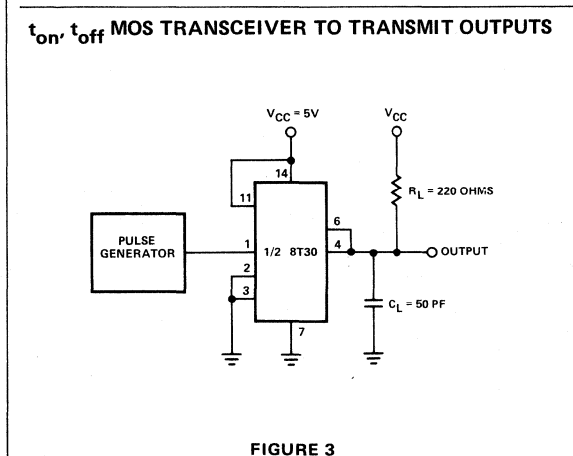 ton, toff MOS TRANSCEIVER TO TRANSMIT OUTPUTS
VCC = 5V
VCC
14
11
RL = 220 OHMS
6
PULSE
GENERATOR
1
1/2 8T30
4
OUTPUT
2
3
CL = 50 PF
7
FIGURE 3